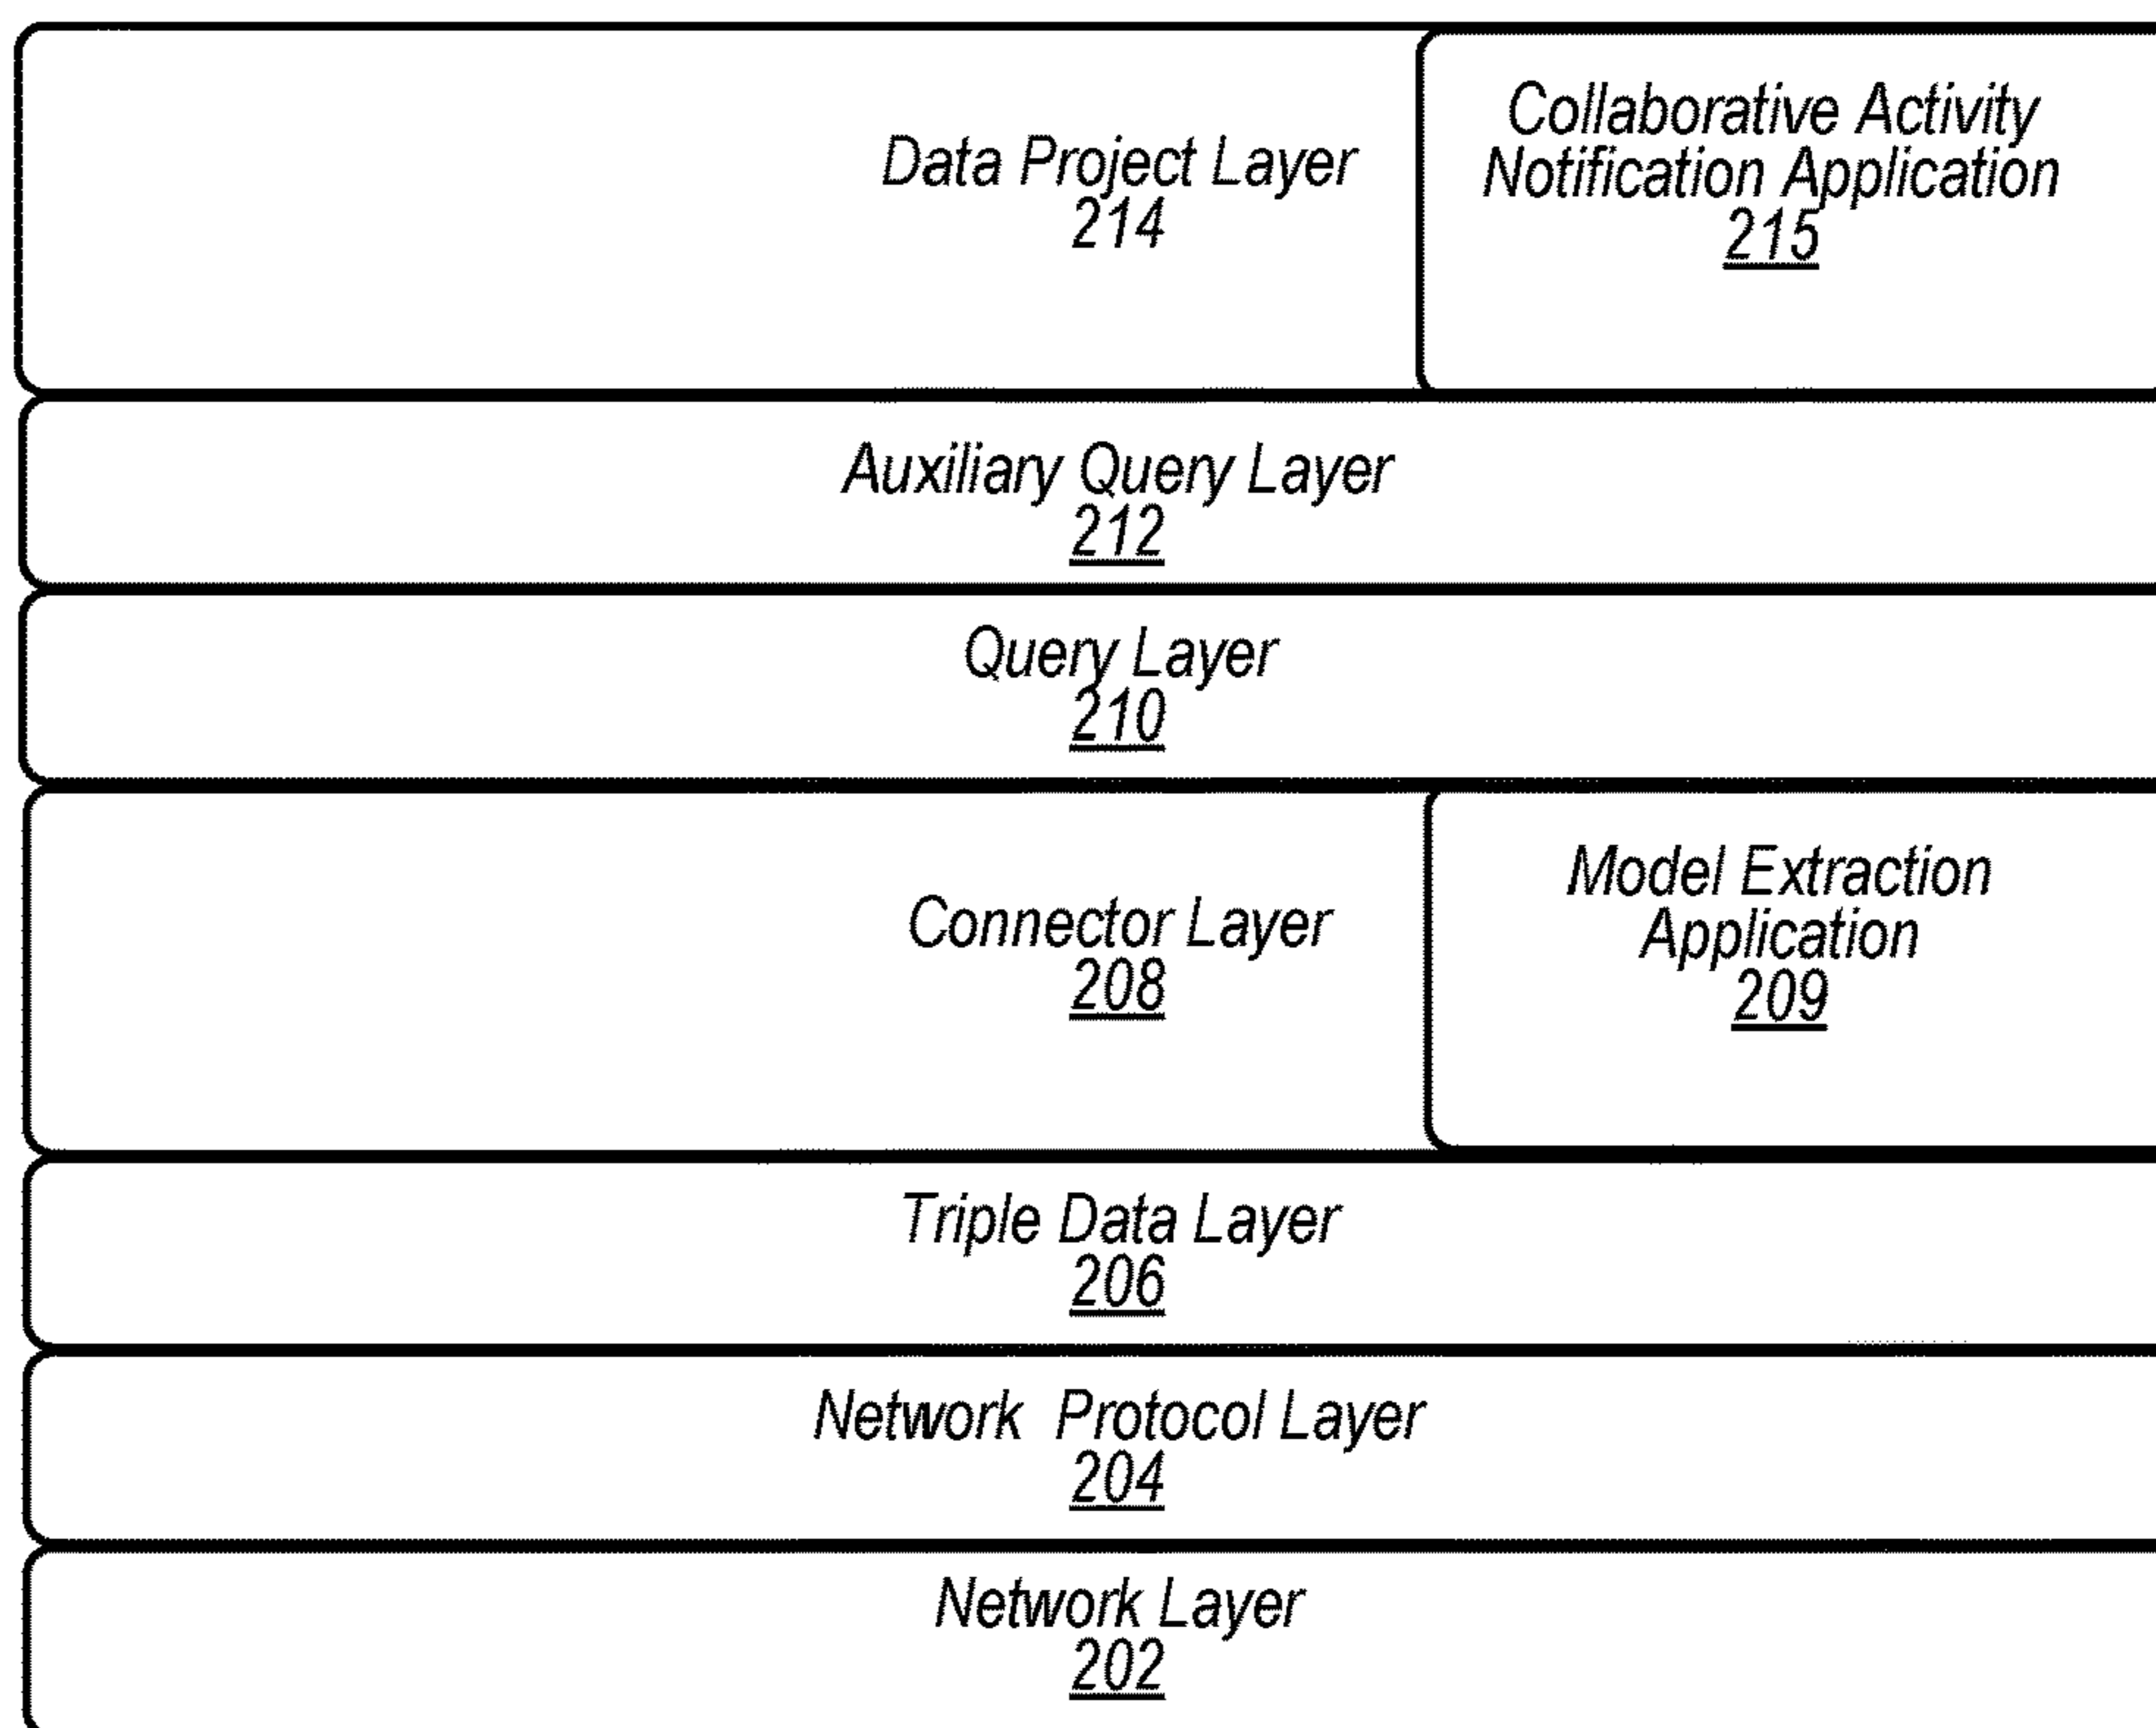 Data Project Layer
214
Collaborative Activity
Notification Application
215
Auxiliary Query Layer
212
Query Layer
210
Connector Layer
208
Model Extraction
Application
209
Triple Data Layer
206
Network Protocol Layer
204
Network Layer
202